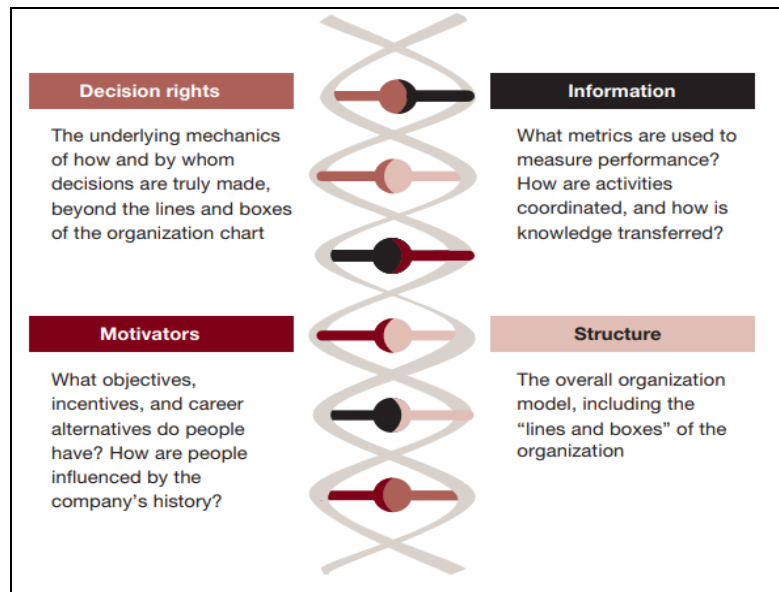 Decision rights
The underlying mechanics
of how and by whom
decisions are truly made,
beyond the lines and boxes
of the organization chart
Information
What metrics are used to
measure performance?
How are activities
coordinated, and how is
knowledge transferred?
Motivators
What objectives,
incentives, and career
alternatives do people
have? How are people
influenced by the
company’s history?
Structure
The overall organization
model, including the
“lines and boxes” of the
organization